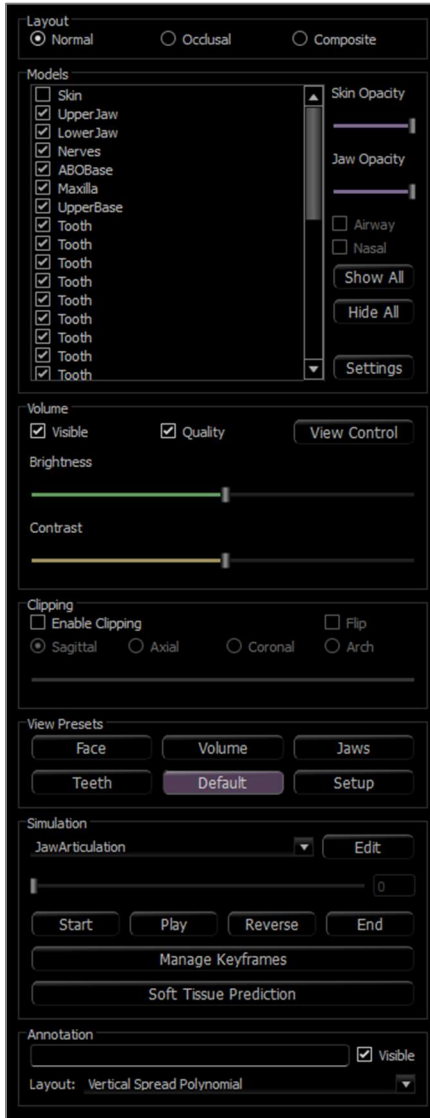 Layout
Normal Occlusal Composite
Models
Skin
UpperJaw
LowerJaw
Nerves
ABOBase
Maxilla
UpperBase
Tooth
Tooth
Tooth
Tooth
Tooth
Tooth
Tooth
Tooth
Tooth
Skin Opacity
Jaw Opacity
Airway
Nasal
Show All
Hide All
Settings
Volume
Visible Quality View Control
Brightness
Contrast
Clipping
Enable Clipping Flip
Sagittal Axial Coronal Arch
View Presets
Face Volume Jaws
Teeth Default Setup
Simulation
JawArticulation Edit
0
Start Play Reverse End
Manage Keyframes
Soft Tissue Prediction
Annotation
Visible
Layout: Vertical Spread Polynomial